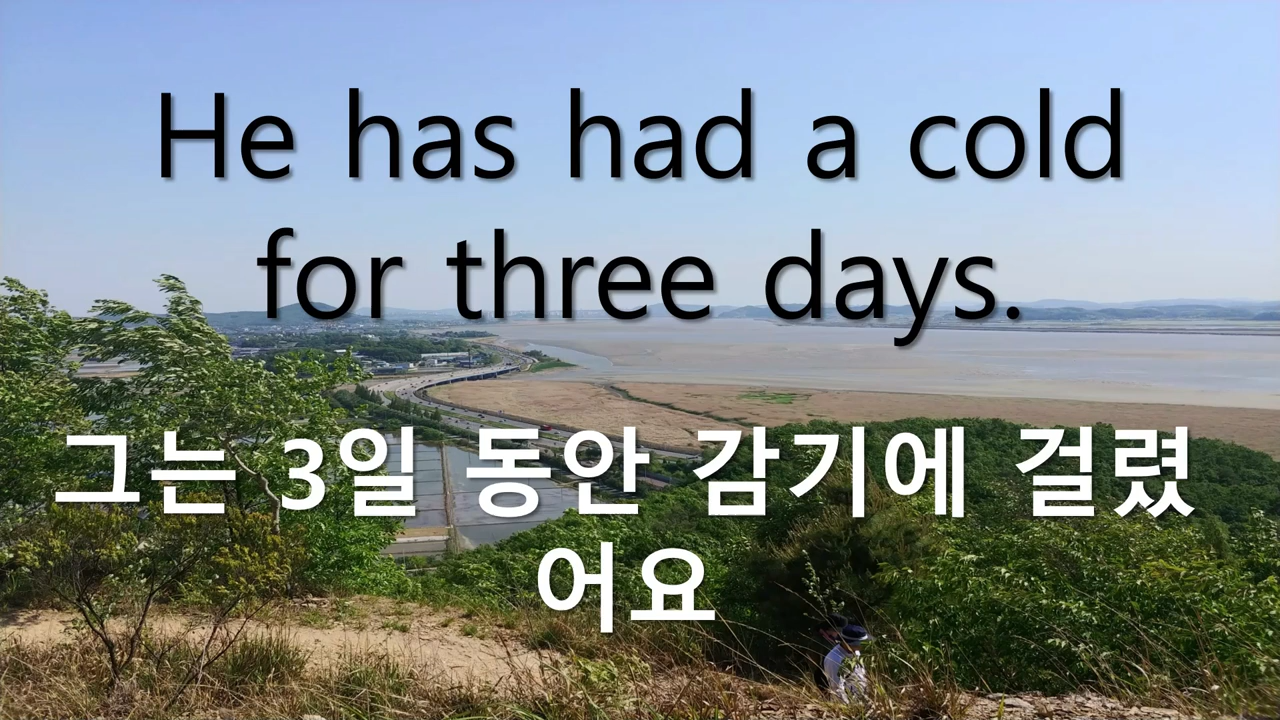 He has had a cold
for three days.
그는 3일 동안 감기에 걸렸
어요